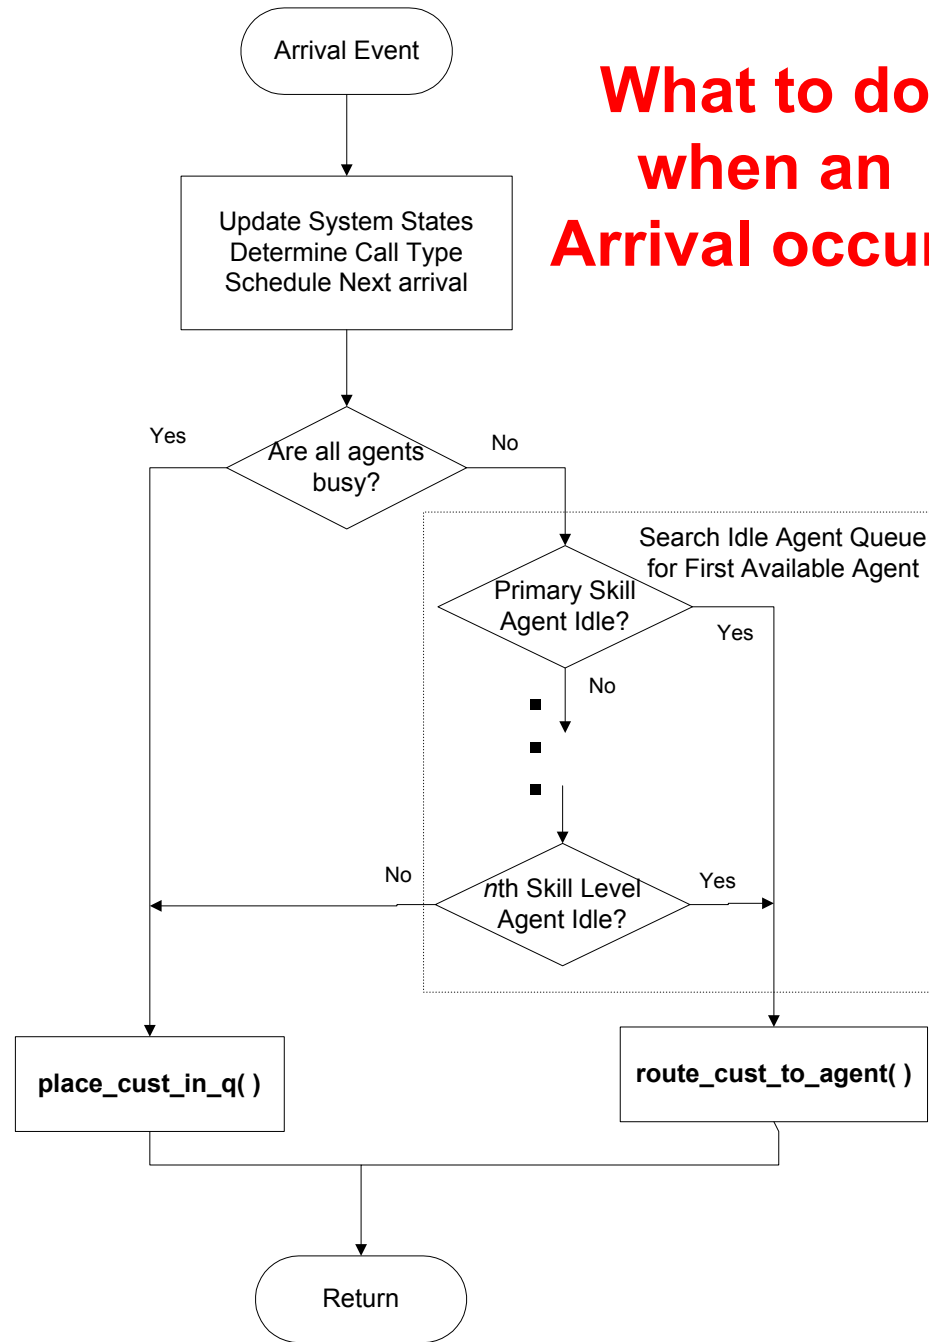 Arrival Event
What to do
when an
Arrival occur
Update System States
Determine Call Type
Schedule Next arrival
Yes
Are all agents
busy?
No
Search Idle Agent Queue
for First Available Agent
Primary Skill
Agent Idle?
Yes
No
No
nth Skill Level
Agent Idle?
Yes
place_cust_in_q( )
route_cust_to_agent( )
Return